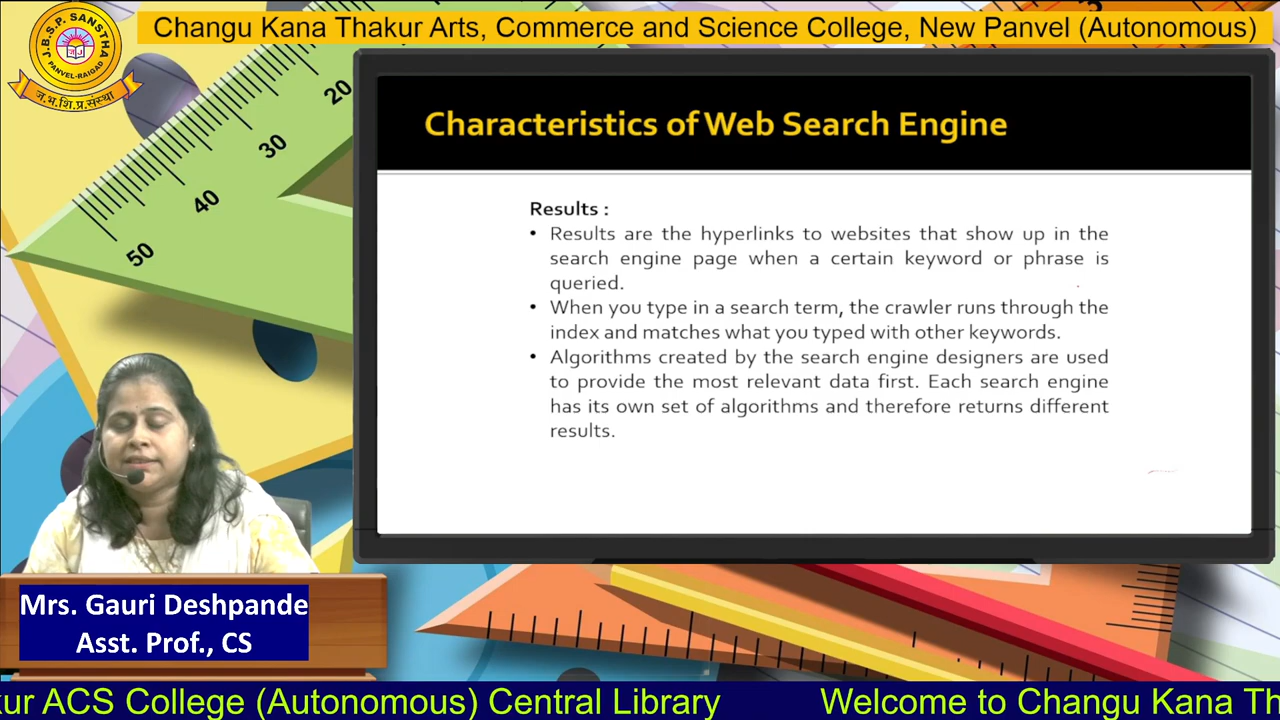 Changu Kana Thakur Arts, Commerce and Science College, New Panvel (Autonomous)
J.B.S.P. SANSTHA
PANVEL-RAIGAD
ज.भ.शि.प्र.संस्था
20
30
40
50
Characteristics of Web Search Engine
Results :
• Results are the hyperlinks to websites that show up in the
search engine page when a certain keyword or phrase is
queried.
• When you type in a search term, the crawler runs through the
index and matches what you typed with other keywords.
• Algorithms created by the search engine designers are used
to provide the most relevant data first. Each search engine
has its own set of algorithms and therefore returns different
results.
Mrs. Gauri Deshpande
Asst. Prof., CS
kur ACS College (Autonomous) Central Library Welcome to Changu Kana Th